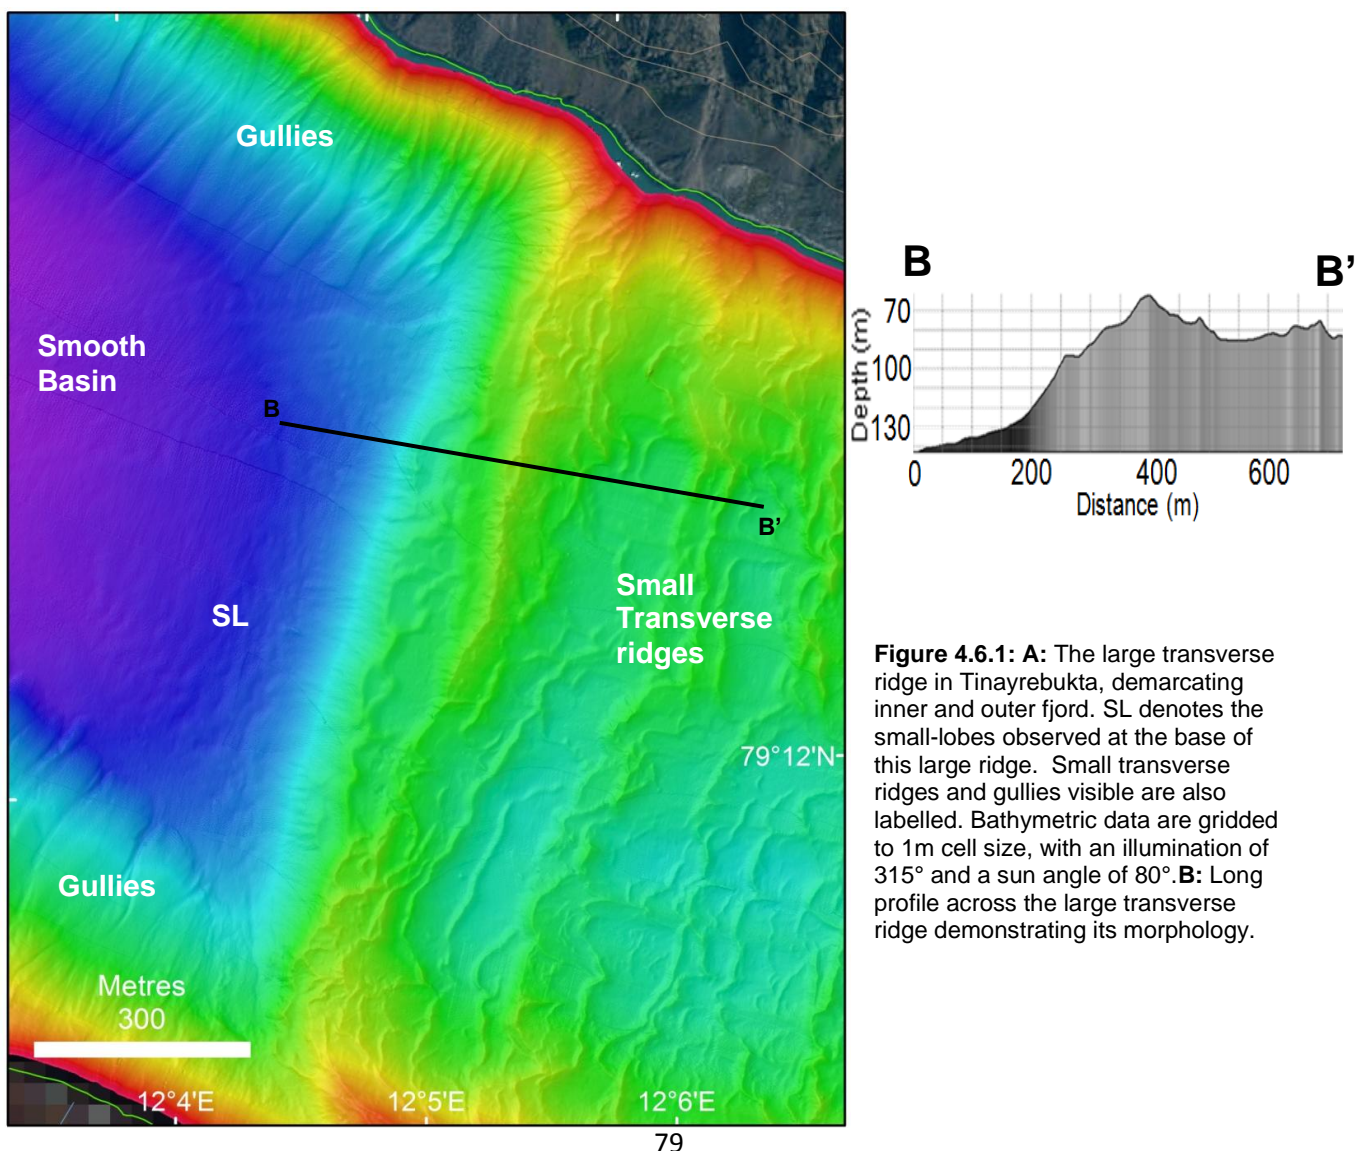 Gullies
Smooth
Basin
B
B'
SL
Small
Transverse
ridges
79°12'N
Gullies
Metres
300
12°4'E
12°5'E
12°6'E
B
B’
Depth (m)
70
100
130
0
200
400
600
Distance (m)
Figure 4.6.1: A: The large transverse
ridge in Tinayrebukta, demarcating
inner and outer fjord. SL denotes the
small-lobes observed at the base of
this large ridge.  Small transverse
ridges and gullies visible are also
labelled. Bathymetric data are gridded
to 1m cell size, with an illumination of
315° and a sun angle of 80°.B: Long
profile across the large transverse
ridge demonstrating its morphology.
79